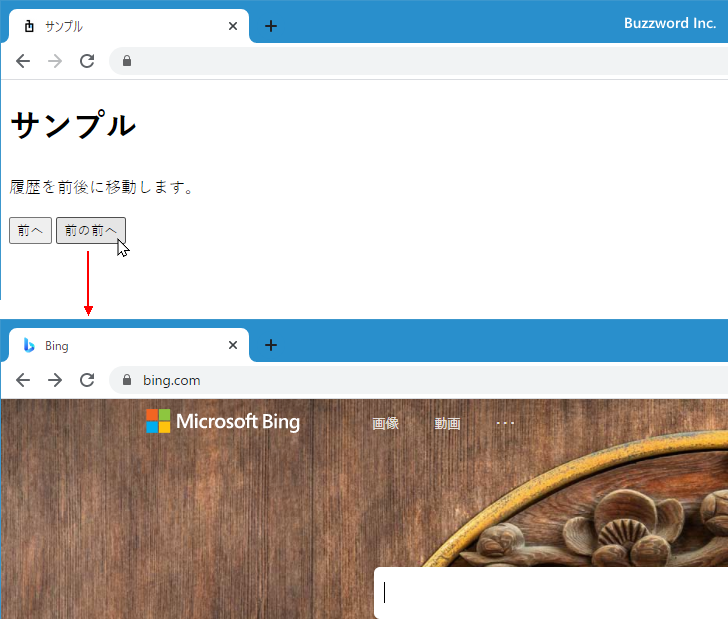 サンプル
Buzzword Inc.
サンプル
履歴を前後に移動します。
前へ 前の前へ
Bing
bing.com
Microsoft Bing 画像 動画 ···